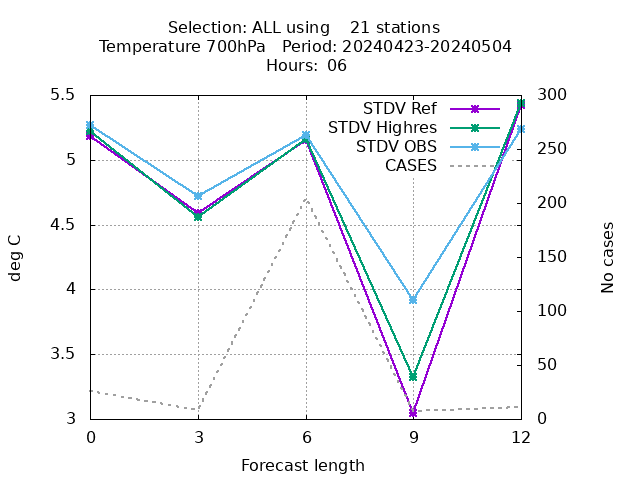 Selection: ALL using    21 stations
Temperature 700hPa   Period: 20240423-20240504
Hours: 06
STDV Ref
STDV Highres
STDV OBS
CASES
5.5
5
4.5
4
3.5
3
300
250
200
150
100
50
0
deg C
No cases
0 3 6 9 12
Forecast length